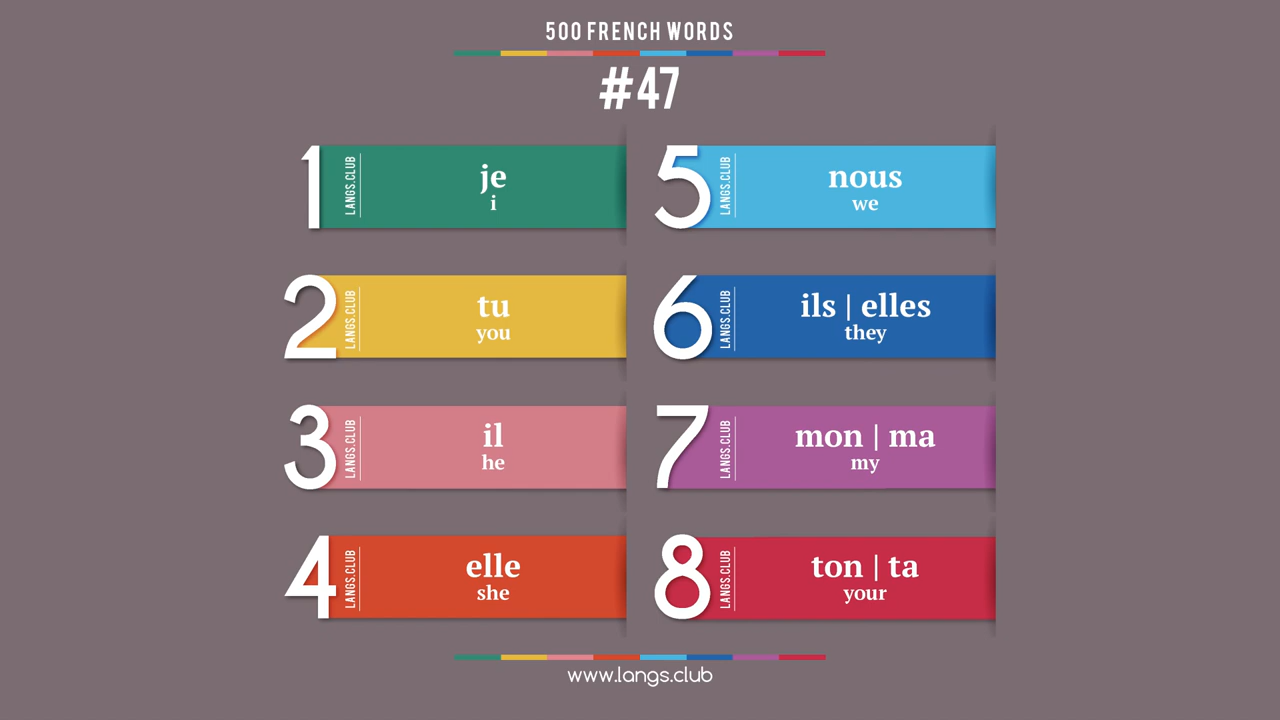 500 FRENCH WORDS
#47
1
LANGS.CLUB
je
i
2
LANGS.CLUB
tu
you
3
LANGS.CLUB
il
he
4
LANGS.CLUB
elle
she
5
LANGS.CLUB
nous
we
6
LANGS.CLUB
ils | elles
they
7
LANGS.CLUB
mon | ma
my
8
LANGS.CLUB
ton | ta
your
www.langs.club